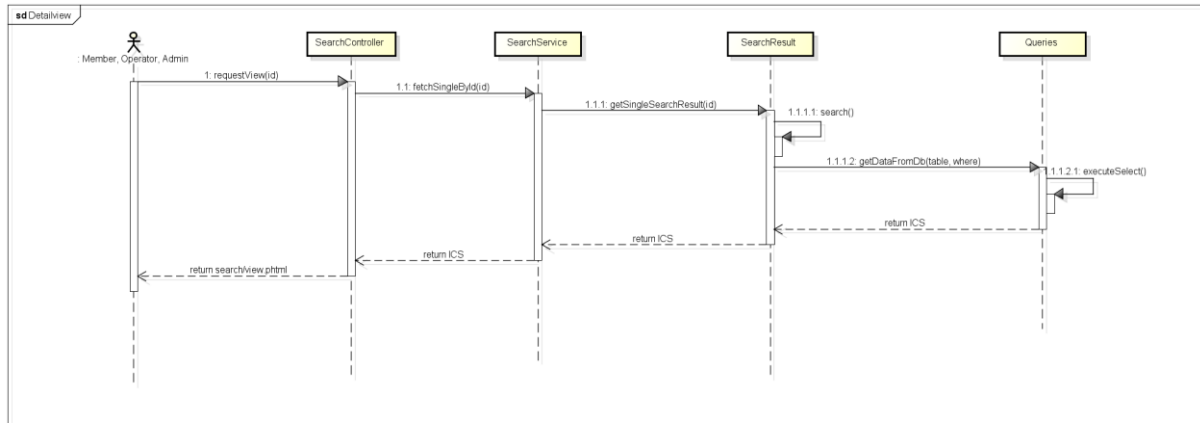 sd Detailview
: Member, Operator, Admin
SearchController
SearchService
SearchResult
Queries
1: requestView(id)
1.1: fetchSingleById(id)
1.1.1: getSingleSearchResult(id)
1.1.1.1: search()
1.1.1.2: getDataFromDb(table, where)
1.1.1.2.1: executeSelect()
return ICS
return ICS
return ICS
return search/view.phtml